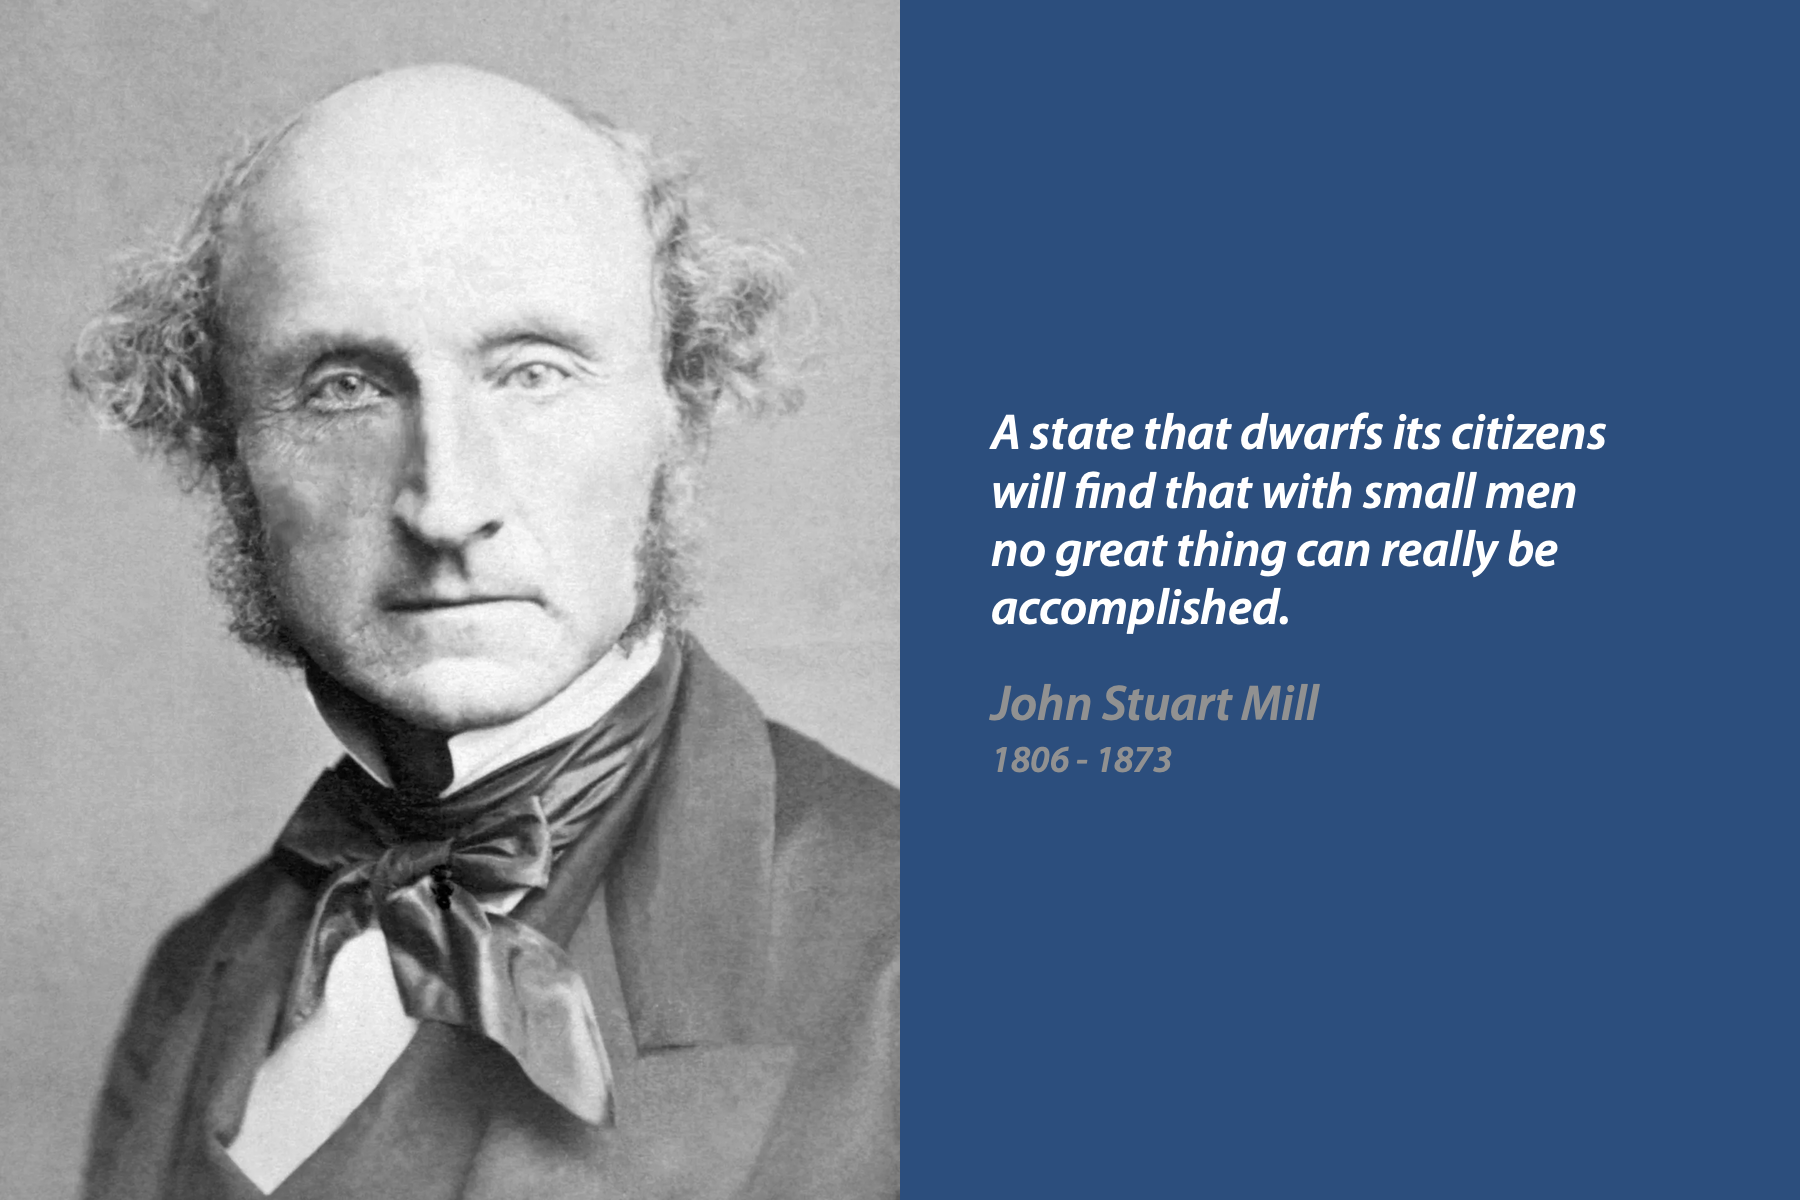 A state that dwarfs its citizens
will find that with small men
no great thing can really be
accomplished.
John Stuart Mill
1806 - 1873